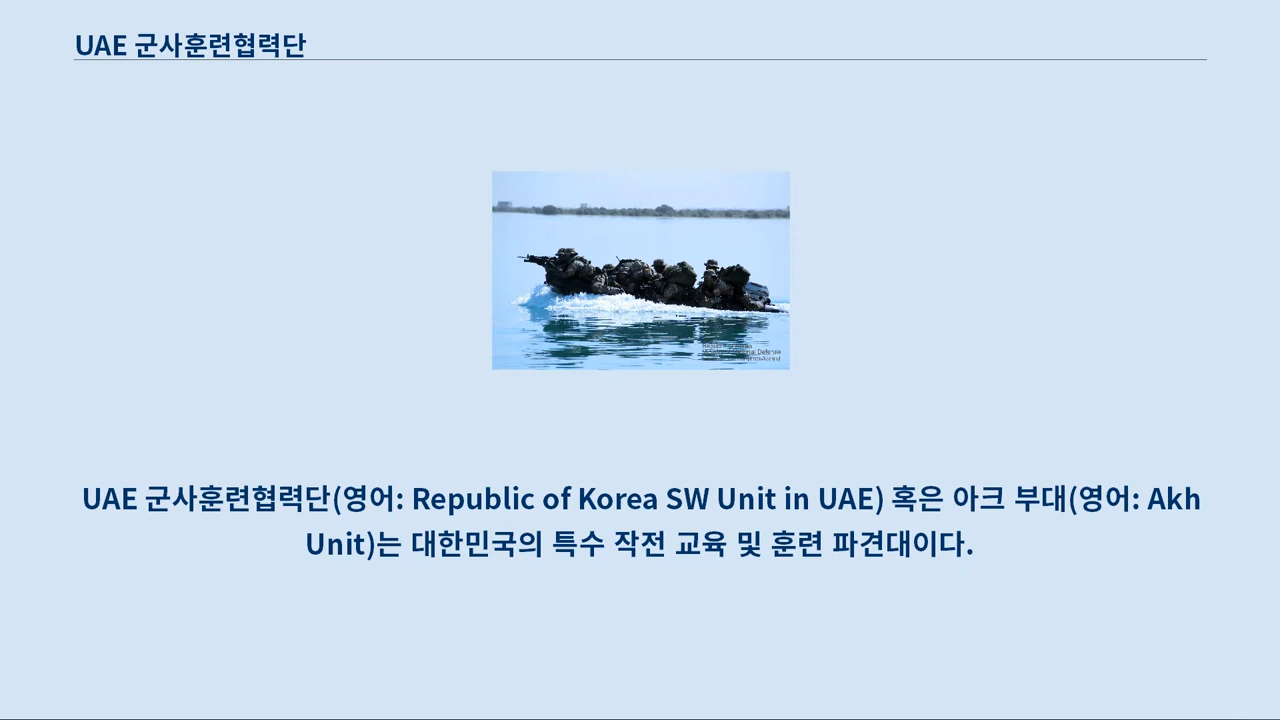 UAE 군사훈련협력단
UAE 군사훈련협력단(영어: Republic of Korea SW Unit in UAE) 혹은 아크 부대(영어: Akh
Unit)는 대한민국의 특수 작전 교육 및 훈련 파견대이다.